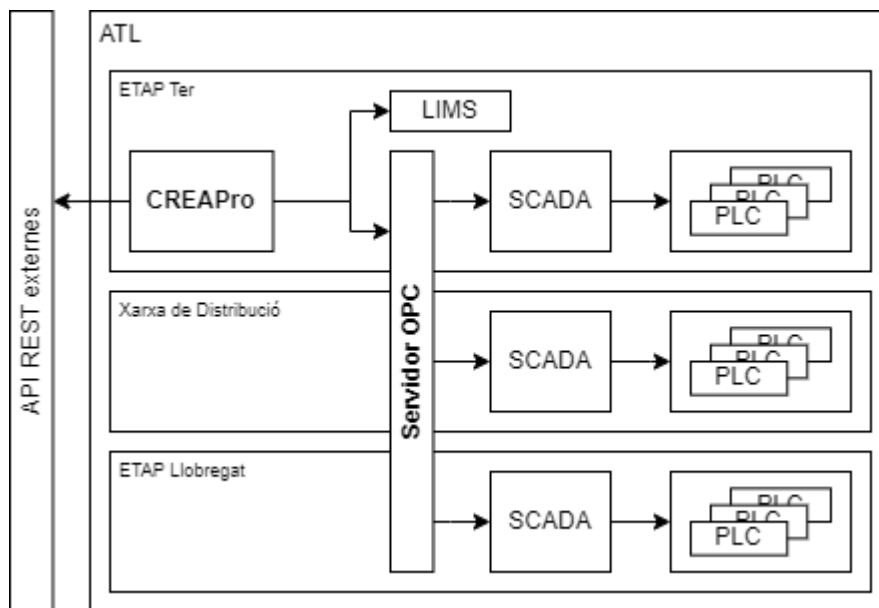 ATL
ETAP Ter
LIMS
CREAPro
SCADA
PLC
PLC
PLC
API REST externes
Servidor OPC
Xarxa de Distribució
SCADA
PLC
PLC
PLC
ETAP Llobregat
SCADA
PLC
PLC
PLC